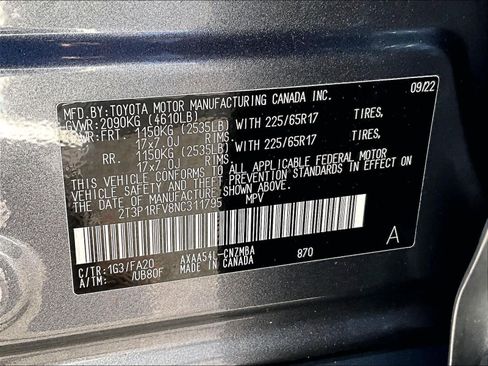 MFD.BY:TOYOTA MOTOR MANUFACTURING CANADA INC. 09/22
GVWR:2090KG (4610LB)
GAWR:FRT. 1150KG (2535LB) WITH 225/65R17 TIRES,
17x7.0J RIMS.
RR. 1150KG (2535LB) WITH 225/65R17 TIRES,
17x7.0J RIMS.
THIS VEHICLE CONFORMS TO ALL APPLICABLE FEDERAL MOTOR
VEHICLE SAFETY AND THEFT PREVENTION STANDARDS IN EFFECT ON
THE DATE OF MANUFACTURE SHOWN ABOVE.
2T3P1RFV8NC311795 MPV
C/TR:1G3/FA20 AXAA54L-CNZMBA 870 A
A/TM: /UB80F MADE IN CANADA